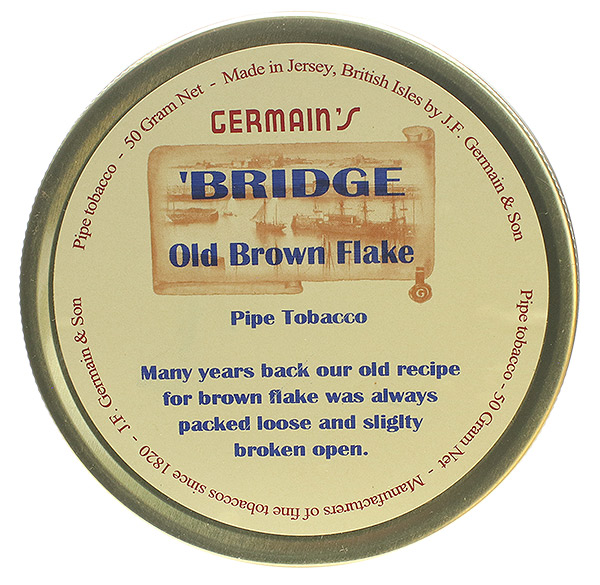 Pipe tobacco - 50 Gram Net - Made in Jersey, British Isles by J.F. Germain & Son
GERMAIN'S
'BRIDGE
Old Brown Flake
Pipe Tobacco
Many years back our old recipe
for brown flake was always
packed loose and sliglty
broken open.
Pipe tobacco - 50 Gram Net - Manufacturers of fine tobaccos since 1820 - J.F. Germain & Son